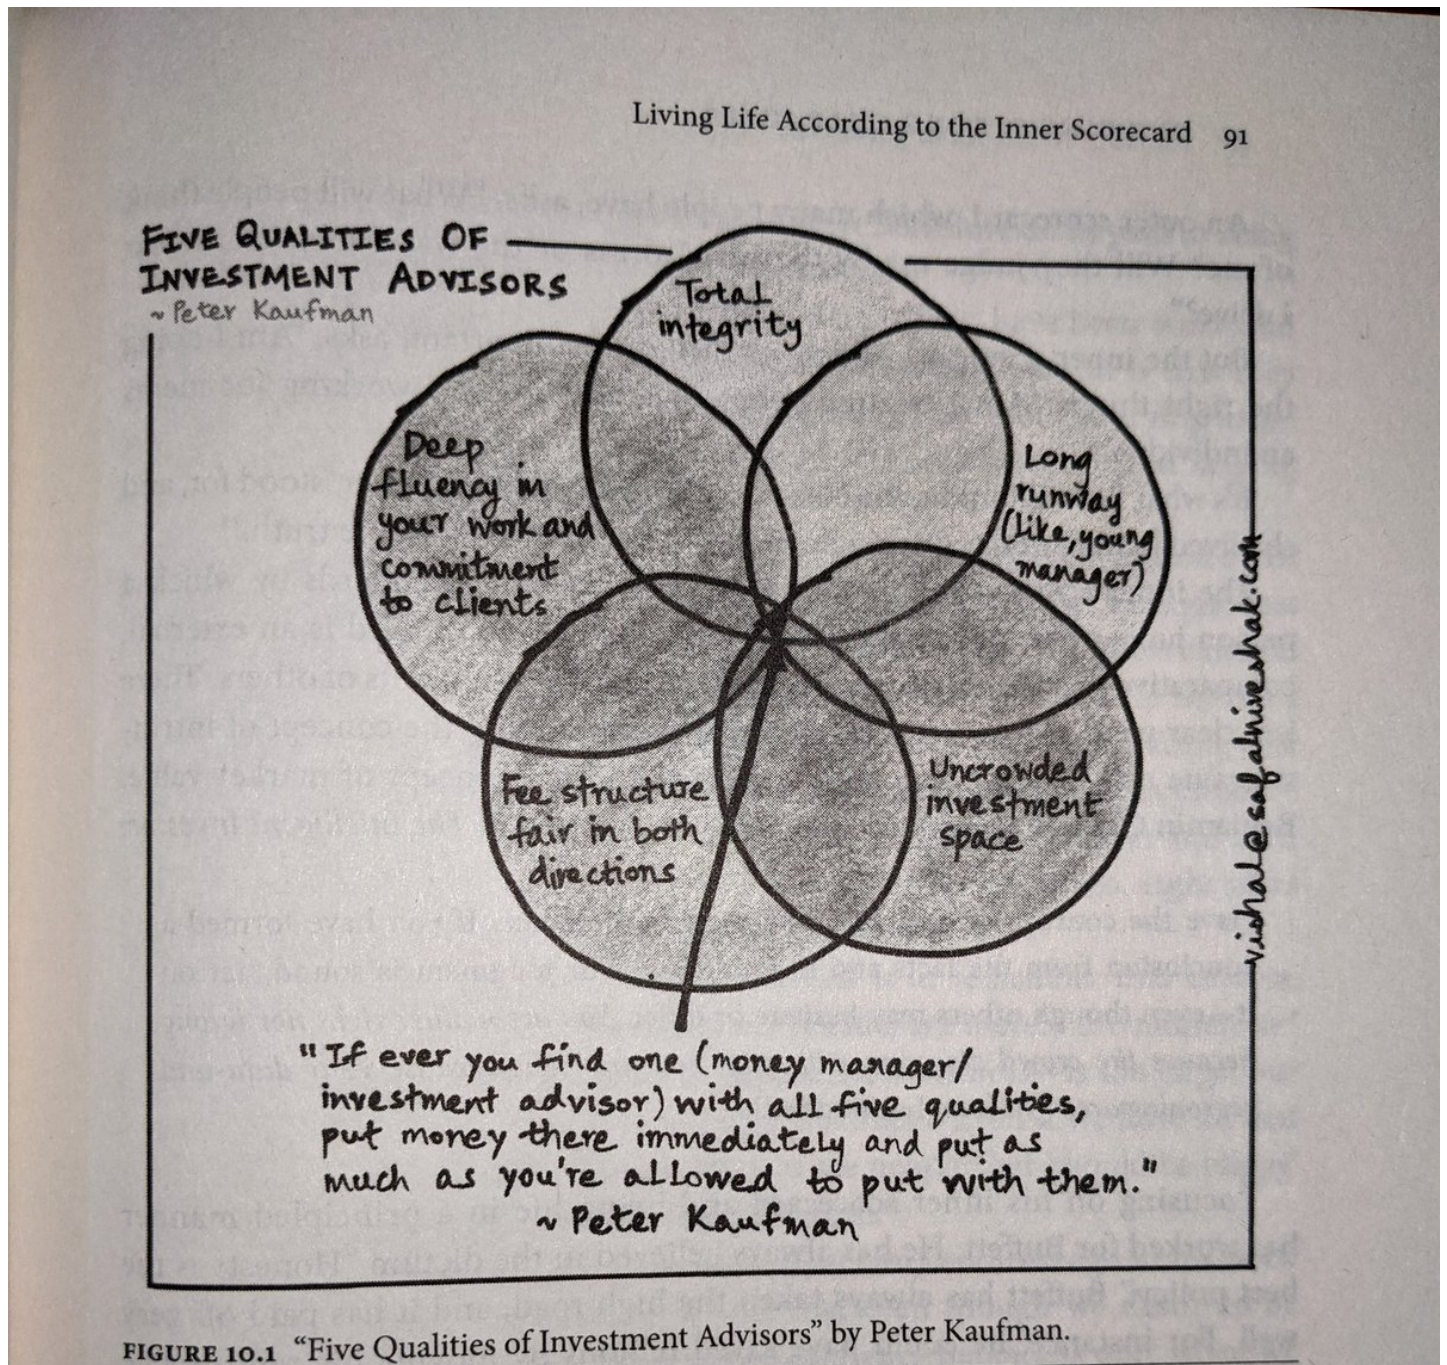 Living Life According to the Inner Scorecard 91
FIVE QUALITIES OF
INVESTMENT ADVISORS
~ Peter Kaufman
Total
integrity
Deep
fluency in
your work and
commitment
to clients
Long
runway
(like, young
manager)
Fee structure
fair in both
directions
Uncrowded
investment
space
vishal@safalniveshak.com
"If ever you find one (money manager/
investment advisor) with all five qualities,
put money there immediately and put as
much as you're allowed to put with them."
~ Peter Kaufman
FIGURE 10.1 “Five Qualities of Investment Advisors” by Peter Kaufman.